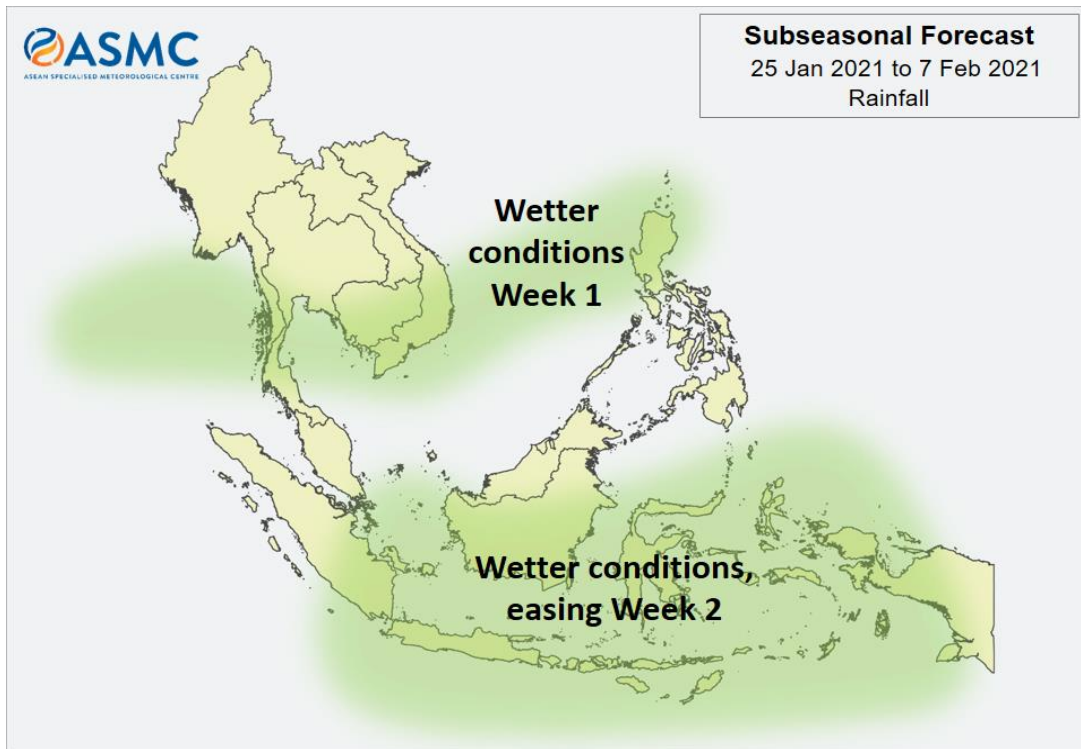 ASMC
ASEAN SPECIALISED METEOROLOGICAL CENTRE
Subseasonal Forecast
25 Jan 2021 to 7 Feb 2021
Rainfall
Wetter
conditions
Week 1
Wetter conditions,
easing Week 2